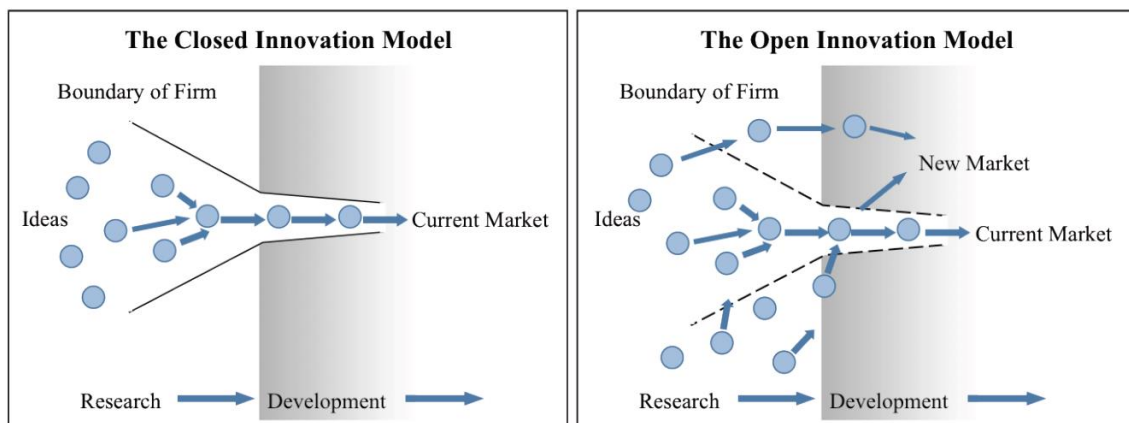 The Closed Innovation Model
Boundary of Firm
Ideas
Current Market
Research
Development
The Open Innovation Model
Boundary of Firm
New Market
Ideas
Current Market
Research
Development